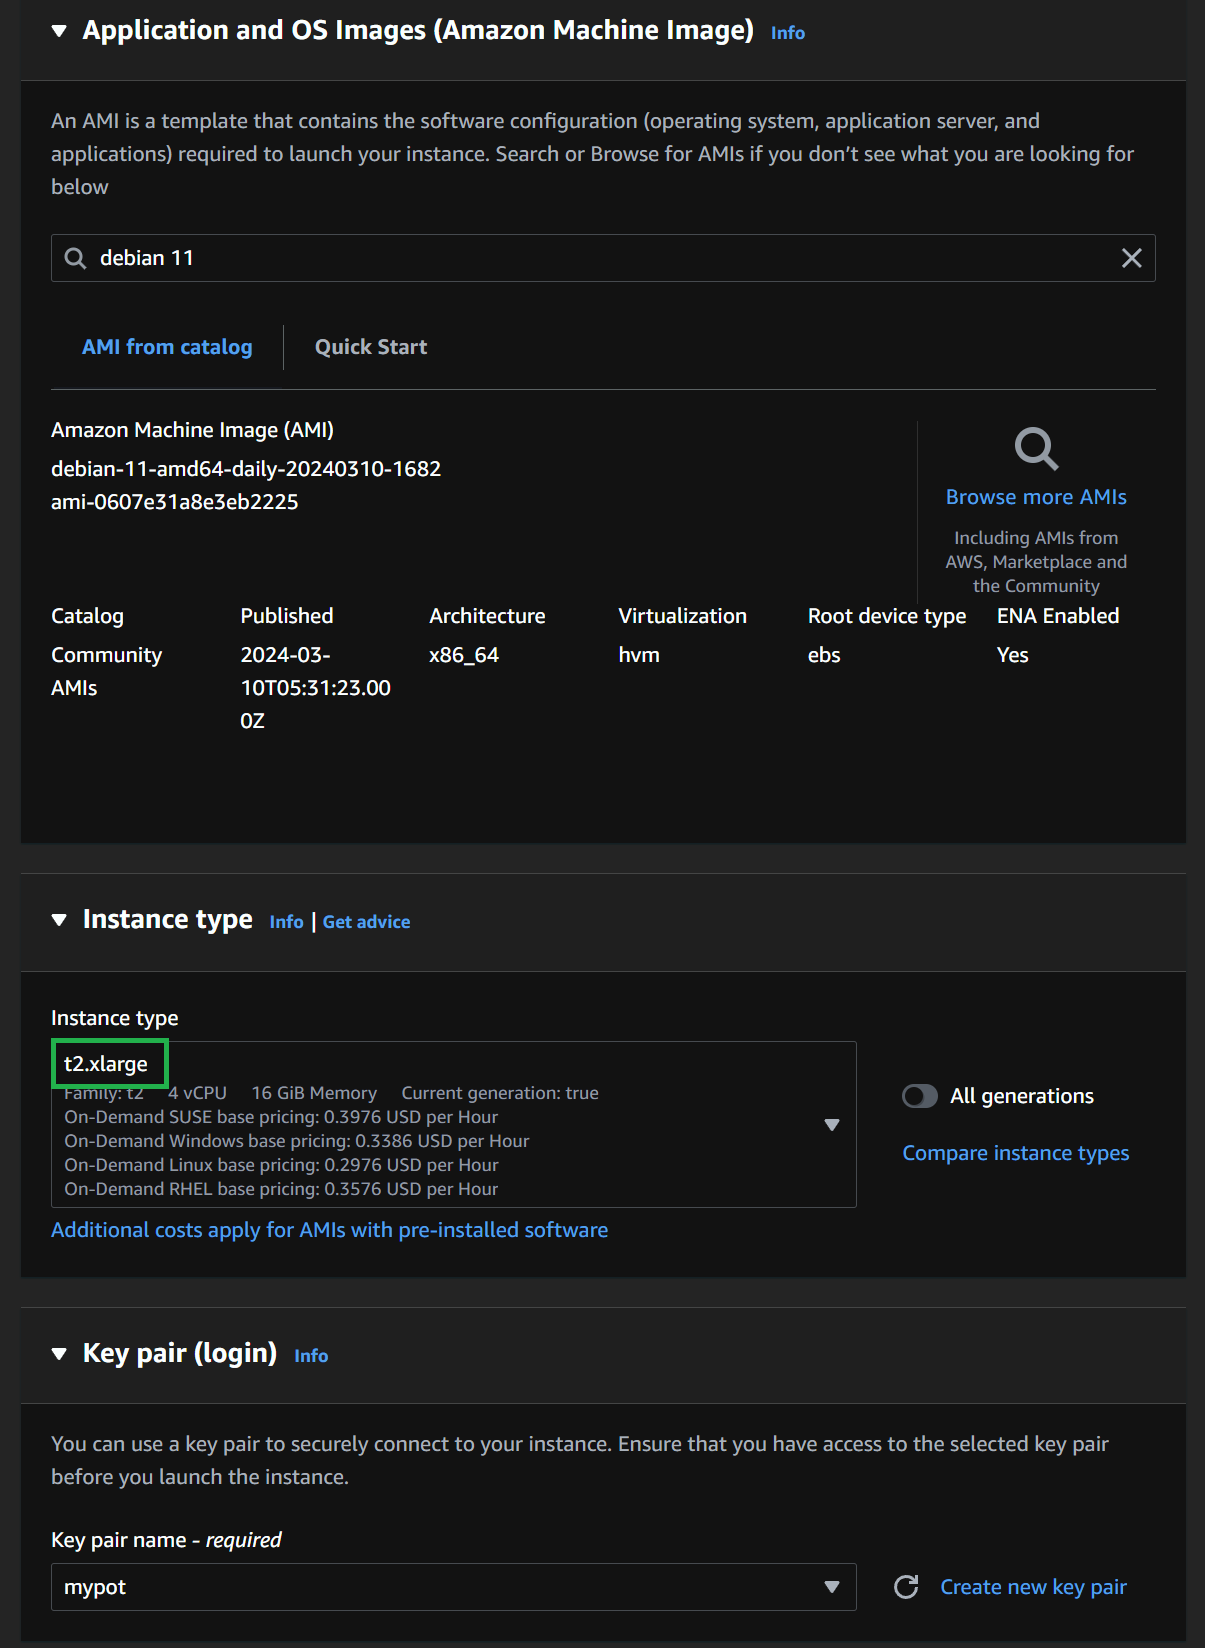 Application and OS Images (Amazon Machine Image) Info
An AMI is a template that contains the software configuration (operating system, application server, and
applications) required to launch your instance. Search or Browse for AMIs if you don’t see what you are looking for
below
debian 11
AMI from catalog
Quick Start
Amazon Machine Image (AMI)
debian-11-amd64-daily-20240310-1682
ami-0607e31a8e3eb2225
Browse more AMIs
Including AMIs from
AWS, Marketplace and
the Community
Catalog
Community
AMIs
Published
2024-03-
10T05:31:23.00
0Z
Architecture
x86_64
Virtualization
hvm
Root device type
ebs
ENA Enabled
Yes
Instance type Info | Get advice
Instance type
t2.xlarge
Family: t2 4 vCPU 16 GiB Memory Current generation: true
On-Demand SUSE base pricing: 0.3976 USD per Hour
On-Demand Windows base pricing: 0.3386 USD per Hour
On-Demand Linux base pricing: 0.2976 USD per Hour
On-Demand RHEL base pricing: 0.3576 USD per Hour
All generations
Compare instance types
Additional costs apply for AMIs with pre-installed software
Key pair (login) Info
You can use a key pair to securely connect to your instance. Ensure that you have access to the selected key pair
before you launch the instance.
Key pair name - required
mypot
Create new key pair